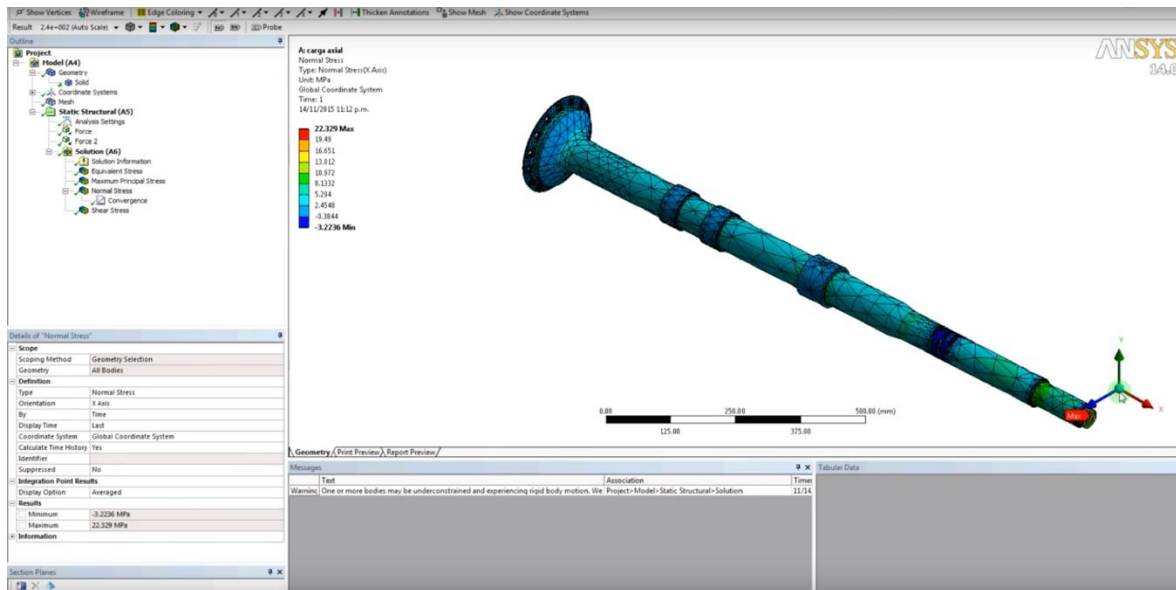 Show Vertices Wireframe Edge Coloring Thicken Annotations Show Mesh Show Coordinate Systems
Result 2.4e+002 (Auto Scale) Probe
Outline
Project
Model (A4)
Geometry
Solid
Coordinate Systems
Mesh
Static Structural (A5)
Analysis Settings
Force
Force 2
Solution (A6)
Solution Information
Equivalent Stress
Maximum Principal Stress
Normal Stress
Convergence
Shear Stress
Details of "Normal Stress"
Scope
Scoping Method Geometry Selection
Geometry All Bodies
Definition
Type Normal Stress
Orientation X Axis
By Time
Display Time Last
Coordinate System Global Coordinate System
Calculate Time History Yes
Identifier
Suppressed No
Integration Point Results
Display Option Averaged
Results
Minimum -3.2236 MPa
Maximum 22.329 MPa
Information
Section Planes
A: carga axial
Normal Stress
Type: Normal Stress(X Axis)
Unit: MPa
Global Coordinate System
Time: 1
14/11/2015 11:12 p.m.
22.329 Max
19.49
16.651
13.812
10.972
8.1332
5.294
2.4548
-0.3844
-3.2236 Min
ANSYS
Max
Y
X
0.00 250.00 500.00 (mm)
125.00 375.00
Geometry Print Preview Report Preview
Messages
Text Association
One or more bodies may be underconstrained and experiencing rigid body motion. We Project>Model>Static Structural>Solution 11/14
Tabular Data